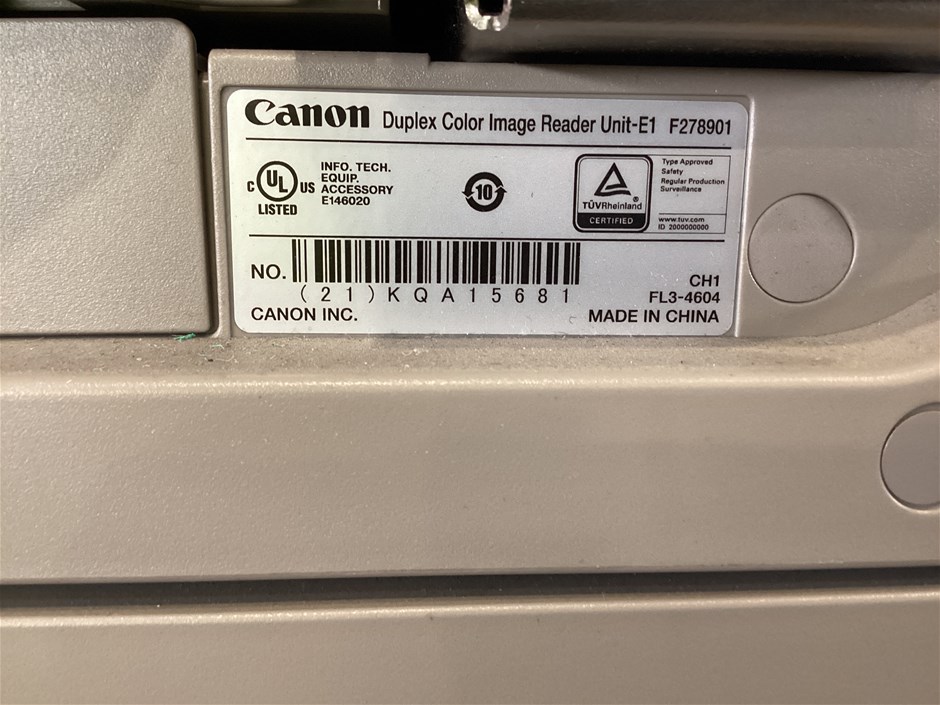 Canon Duplex Color Image Reader Unit-E1 F278901
C UL US LISTED
INFO. TECH.
EQUIP.
ACCESSORY
E146020
10
TÜVRheinland®
CERTIFIED
Type Approved
Safety
Regular Production
Surveillance
www.tuv.com
ID 2000000000
NO.
(21)KQA15681
CH1
FL3-4604
CANON INC.
MADE IN CHINA